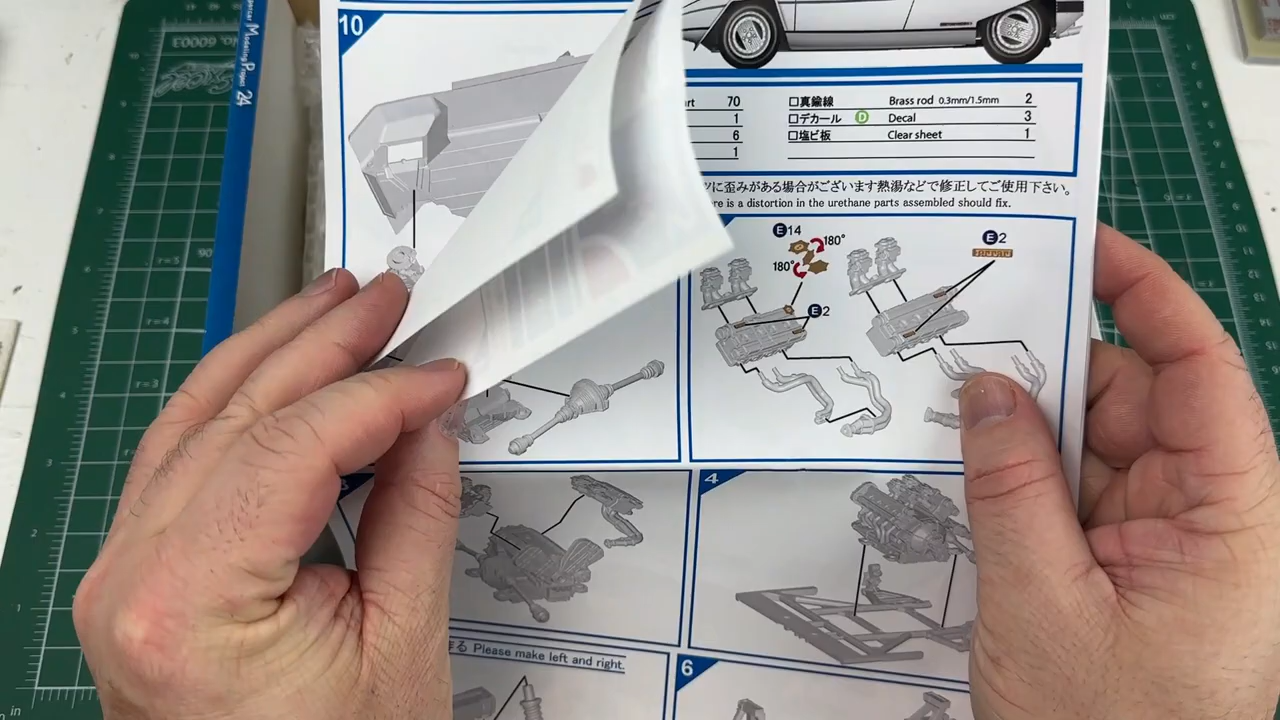 10
Modeling Project 24
No. 60003
art 70
1
6
1
□真鍮線 Brass rod 0.3mm/1.5mm 2
□デカール D Decal 3
□塩ビ板 Clear sheet 1
ツに歪みがある場合がございます熱湯などで修正してご使用下さい。
re is a distortion in the urethane parts assembled should fix.
E14
180°
180°
E2
E2
4
作る Please make left and right.
6